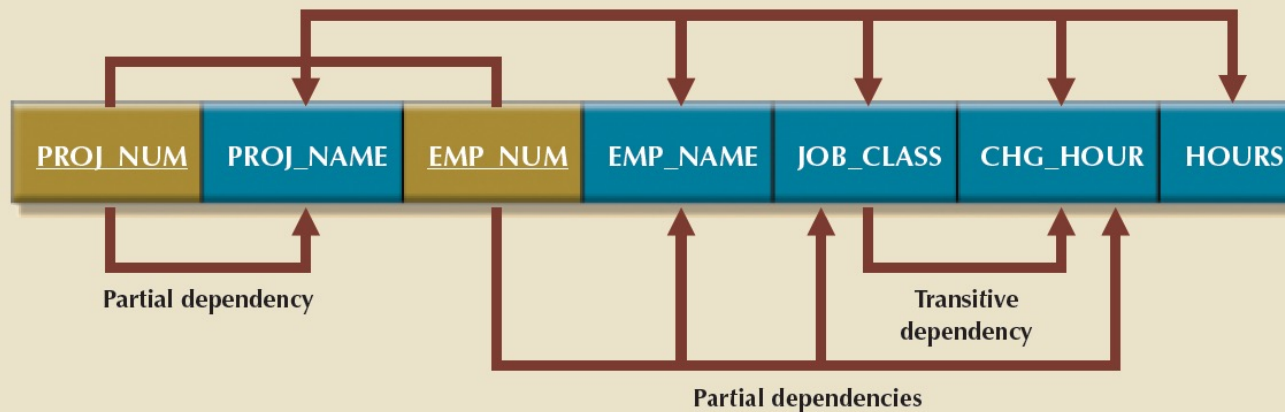 PROJ_NUM PROJ_NAME EMP_NUM EMP_NAME JOB_CLASS CHG_HOUR HOURS
Partial dependency
Transitive
dependency
Partial dependencies